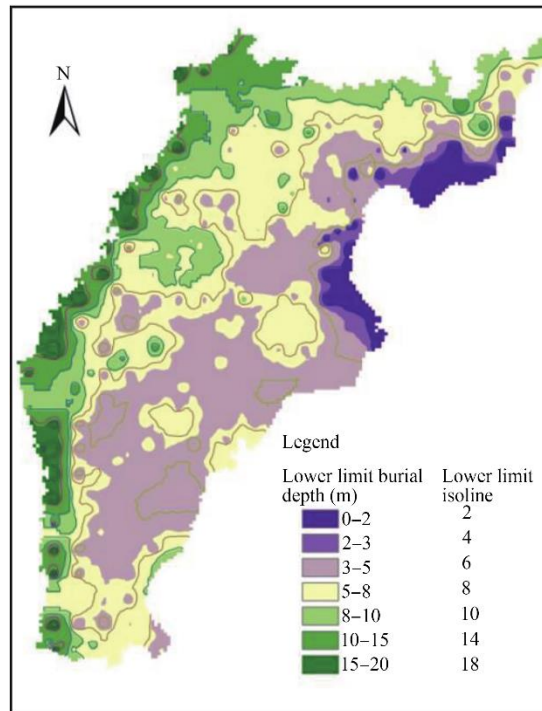 N
Legend
Lower limit burial depth (m) Lower limit isoline
0–2 2
2–3 4
3–5 6
5–8 8
8–10 10
10–15 14
15–20 18